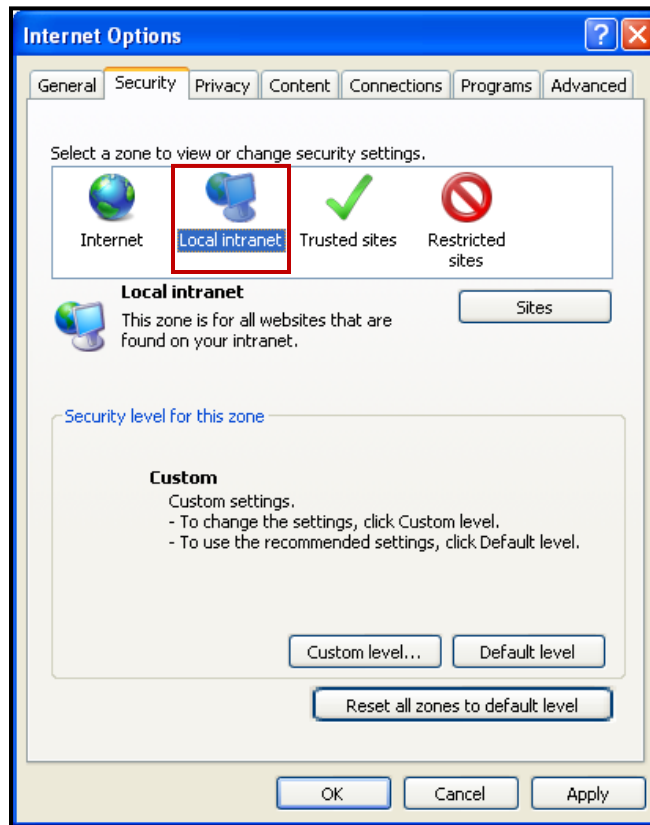 Internet Options
General Security Privacy Content Connections Programs Advanced
Select a zone to view or change security settings.
Internet Local intranet Trusted sites Restricted
sites
Local intranet
Sites
This zone is for all websites that are
found on your intranet.
Security level for this zone
Custom
Custom settings.
- To change the settings, click Custom level.
- To use the recommended settings, click Default level.
Custom level... Default level
Reset all zones to default level
OK Cancel Apply